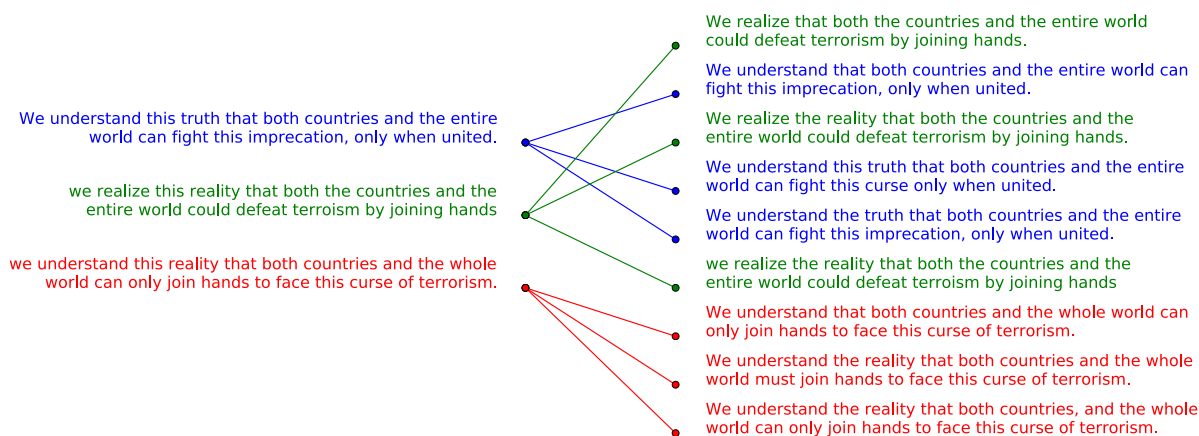 We understand this truth that both countries and the entire
world can fight this imprecation, only when united.
we realize this reality that both the countries and the
entire world could defeat terroism by joining hands
we understand this reality that both countries and the whole
world can only join hands to face this curse of terrorism.
We realize that both the countries and the entire world
could defeat terrorism by joining hands.
We understand that both countries and the entire world can
fight this imprecation, only when united.
We realize the reality that both the countries and the
entire world could defeat terrorism by joining hands.
We understand this truth that both countries and the entire
world can fight this curse only when united.
We understand the truth that both countries and the entire
world can fight this imprecation, only when united.
we realize the reality that both the countries and the
entire world could defeat terroism by joining hands
We understand that both countries and the whole world can
only join hands to face this curse of terrorism.
We understand the reality that both countries and the whole
world must join hands to face this curse of terrorism.
We understand the reality that both countries, and the whole
world can only join hands to face this curse of terrorism.